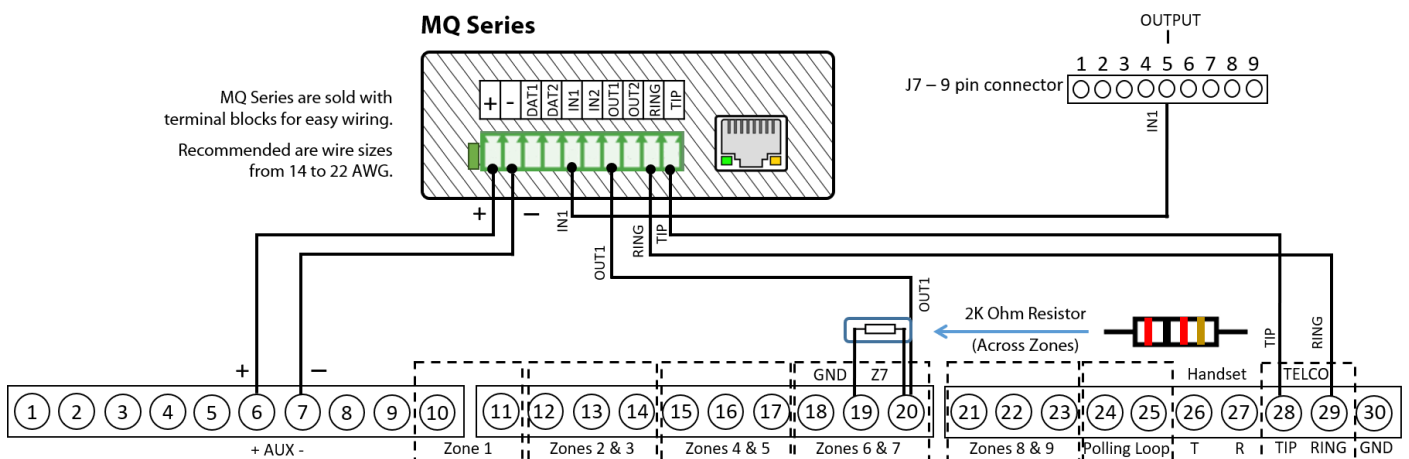 MQ Series
OUTPUT
1 2 3 4 5 6 7 8 9
J7 – 9 pin connector
IN1
MQ Series are sold with
terminal blocks for easy wiring.
Recommended are wire sizes
from 14 to 22 AWG.
+ - DAT1 DAT2 IN1 IN2 OUT1 OUT2 RING TIP
+ – IN1 OUT1 RING TIP
OUT1
2K Ohm Resistor
(Across Zones)
TIP RING
+ –
GND Z7 Handset TELCO
1 2 3 4 5 6 7 8 9 10 11 12 13 14 15 16 17 18 19 20 21 22 23 24 25 26 27 28 29 30
+ AUX - Zone 1 Zones 2 & 3 Zones 4 & 5 Zones 6 & 7 Zones 8 & 9 Polling Loop T R TIP RING GND